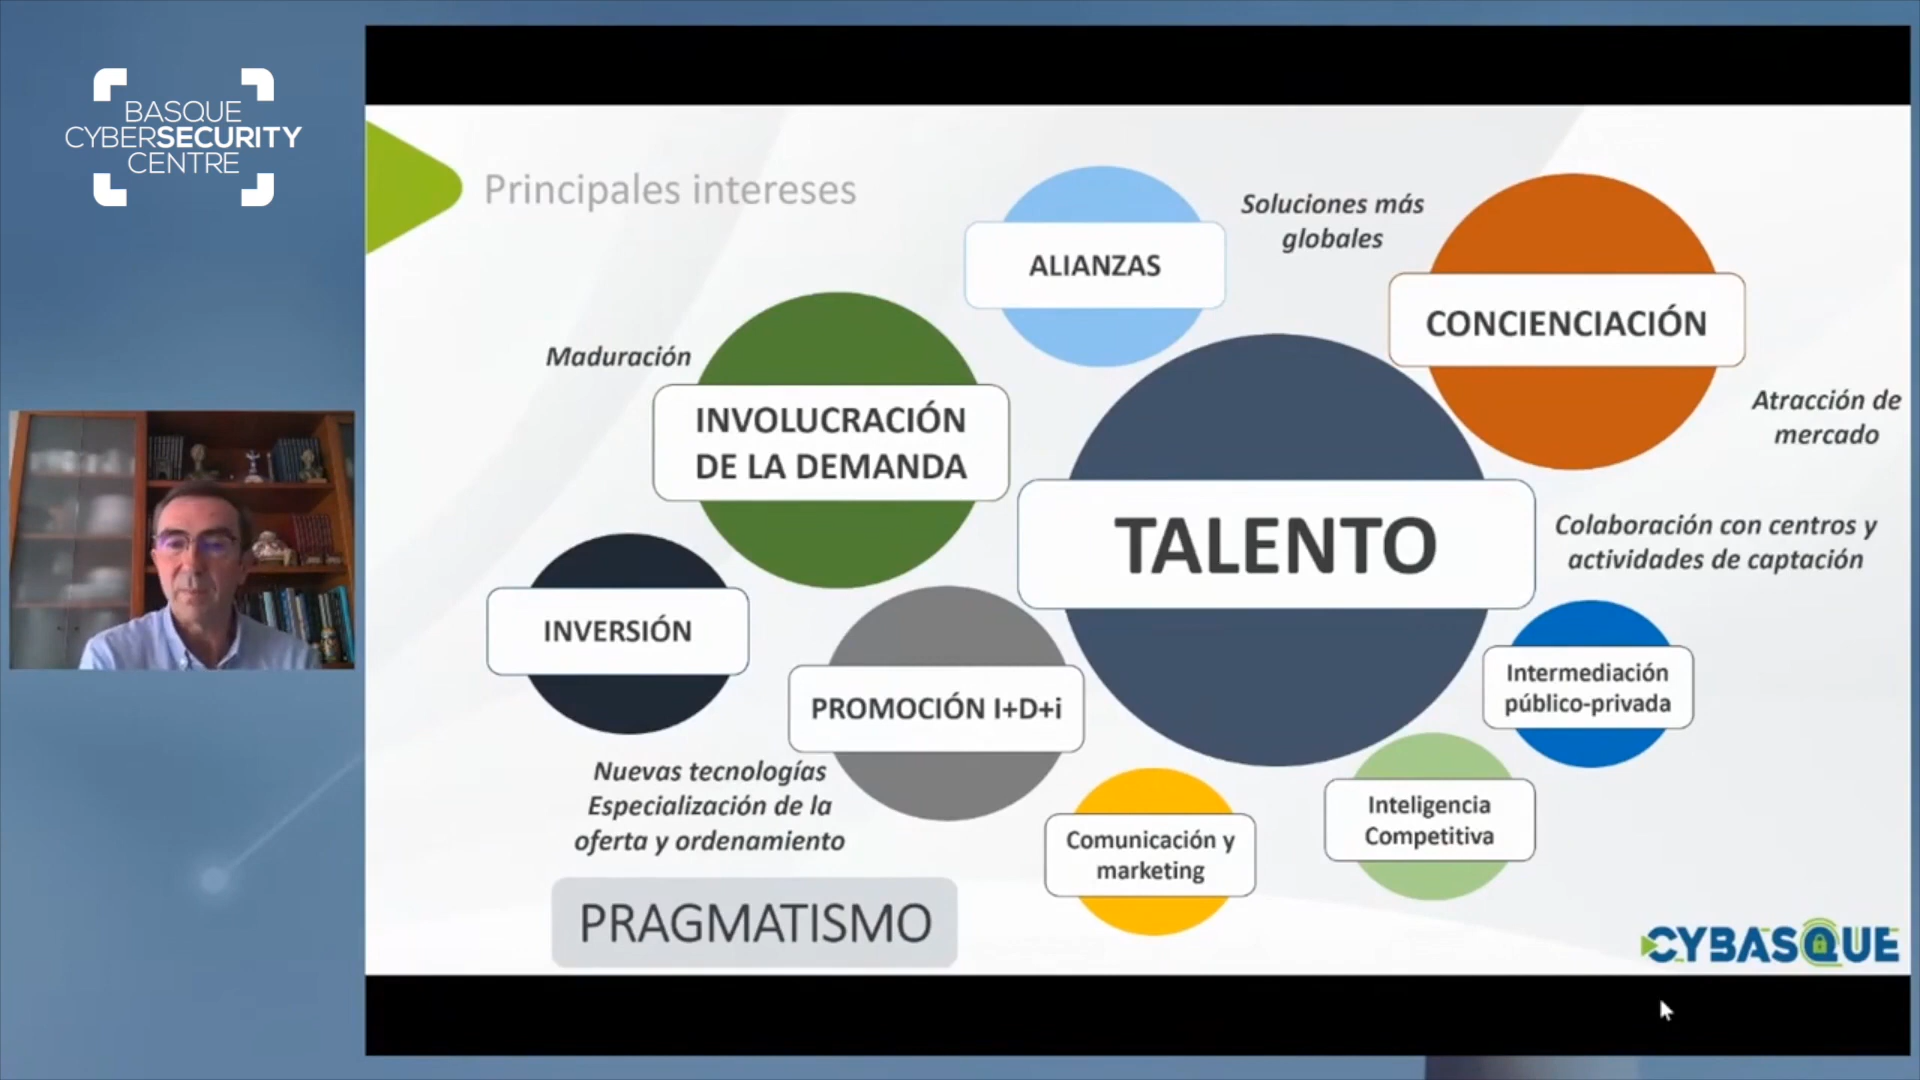 BASQUE
CYBERSECURITY
CENTRE
Principales intereses
ALIANZAS
Soluciones más
globales
CONCIENCIACIÓN
Maduración
INVOLUCRACIÓN
DE LA DEMANDA
Atracción de
mercado
TALENTO
Colaboración con centros y
actividades de captación
INVERSIÓN
PROMOCIÓN I+D+i
Intermediación
público-privada
Nuevas tecnologías
Especialización de la
oferta y ordenamiento
Comunicación y
marketing
Inteligencia
Competitiva
PRAGMATISMO
CYBASQUE